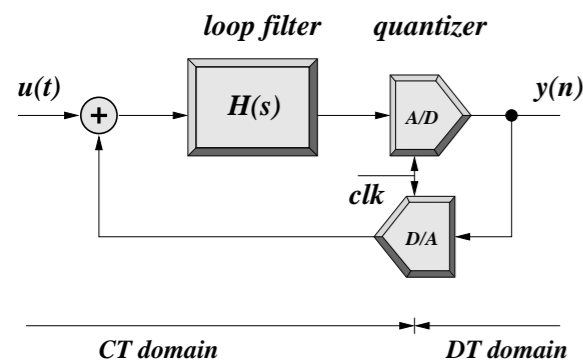 loop filter
quantizer
u(t)
y(n)
+
H(s)
A/D
clk
D/A
CT domain
DT domain